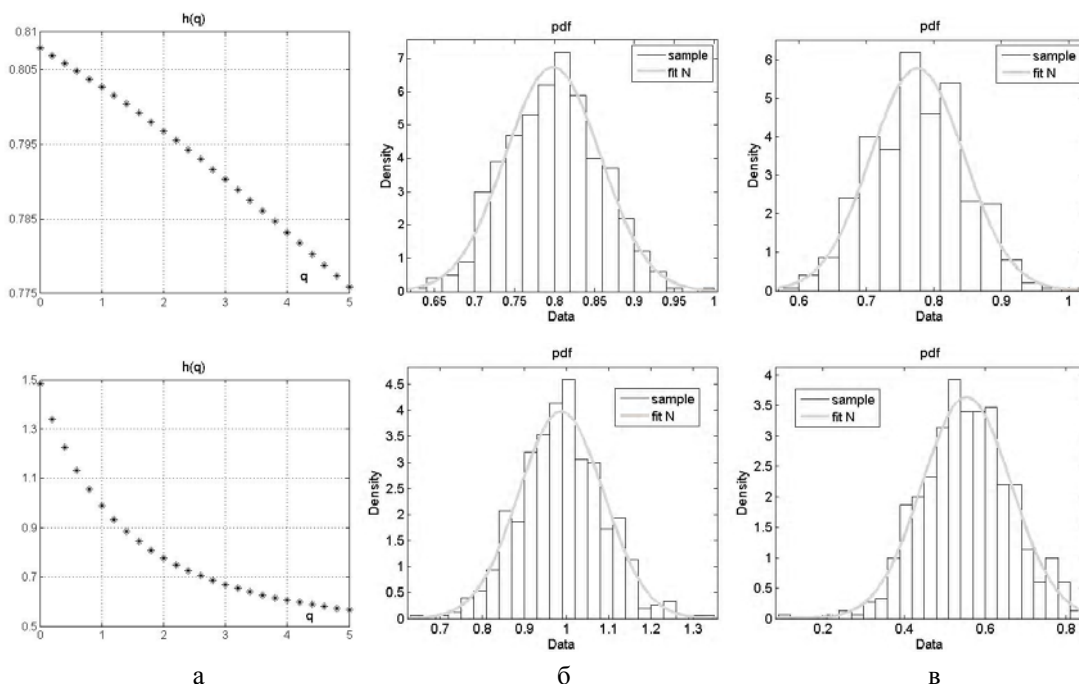 h(q)
0.81
0.805
0.795
0.785
0.775
0 1 2 3 4 5
q
pdf
sample
fit N
Density
7
6
5
4
3
2
1
0
0.65 0.7 0.75 0.8 0.85 0.9 0.95 1
Data
pdf
sample
fit N
Density
6
5
4
3
2
1
0
0.6 0.7 0.8 0.9 1
Data
h(q)
1.5
1.3
1.1
0.9
0.7
0.5
0 1 2 3 4 5
q
pdf
sample
fit N
Density
4.5
4
3.5
3
2.5
2
1.5
1
0.5
0
0.7 0.8 0.9 1 1.1 1.2 1.3
Data
pdf
sample
fit N
Density
4
3.5
3
2.5
2
1.5
1
0.5
0
0.2 0.4 0.6 0.8
Data
а б в